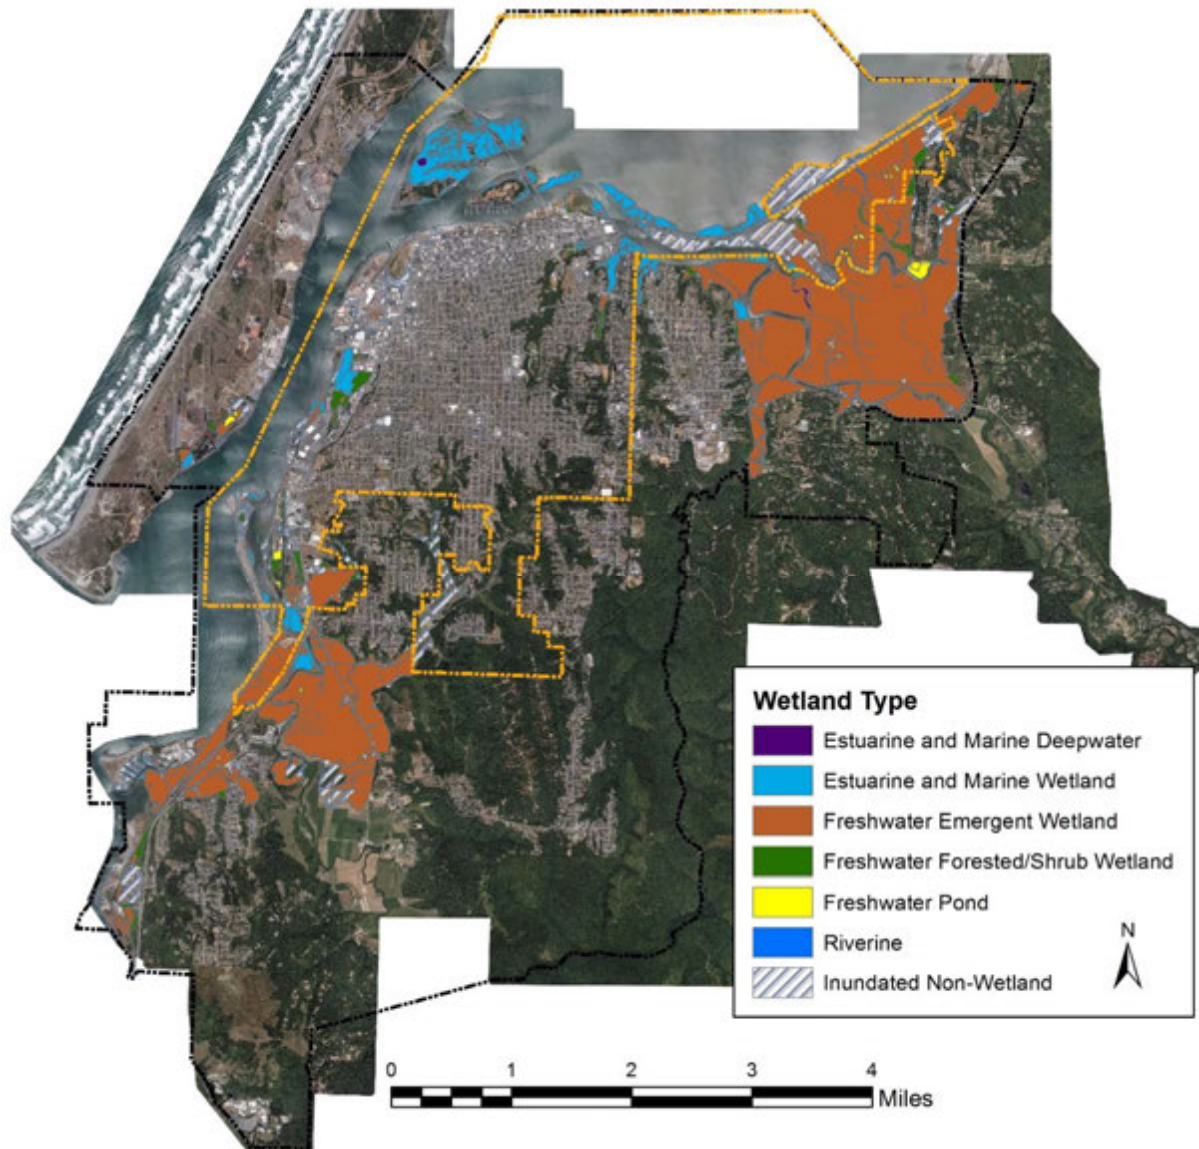 Wetland Type
Estuarine and Marine Deepwater
Estuarine and Marine Wetland
Freshwater Emergent Wetland
Freshwater Forested/Shrub Wetland
Freshwater Pond
Riverine
Inundated Non-Wetland
N
0 1 2 3 4
Miles